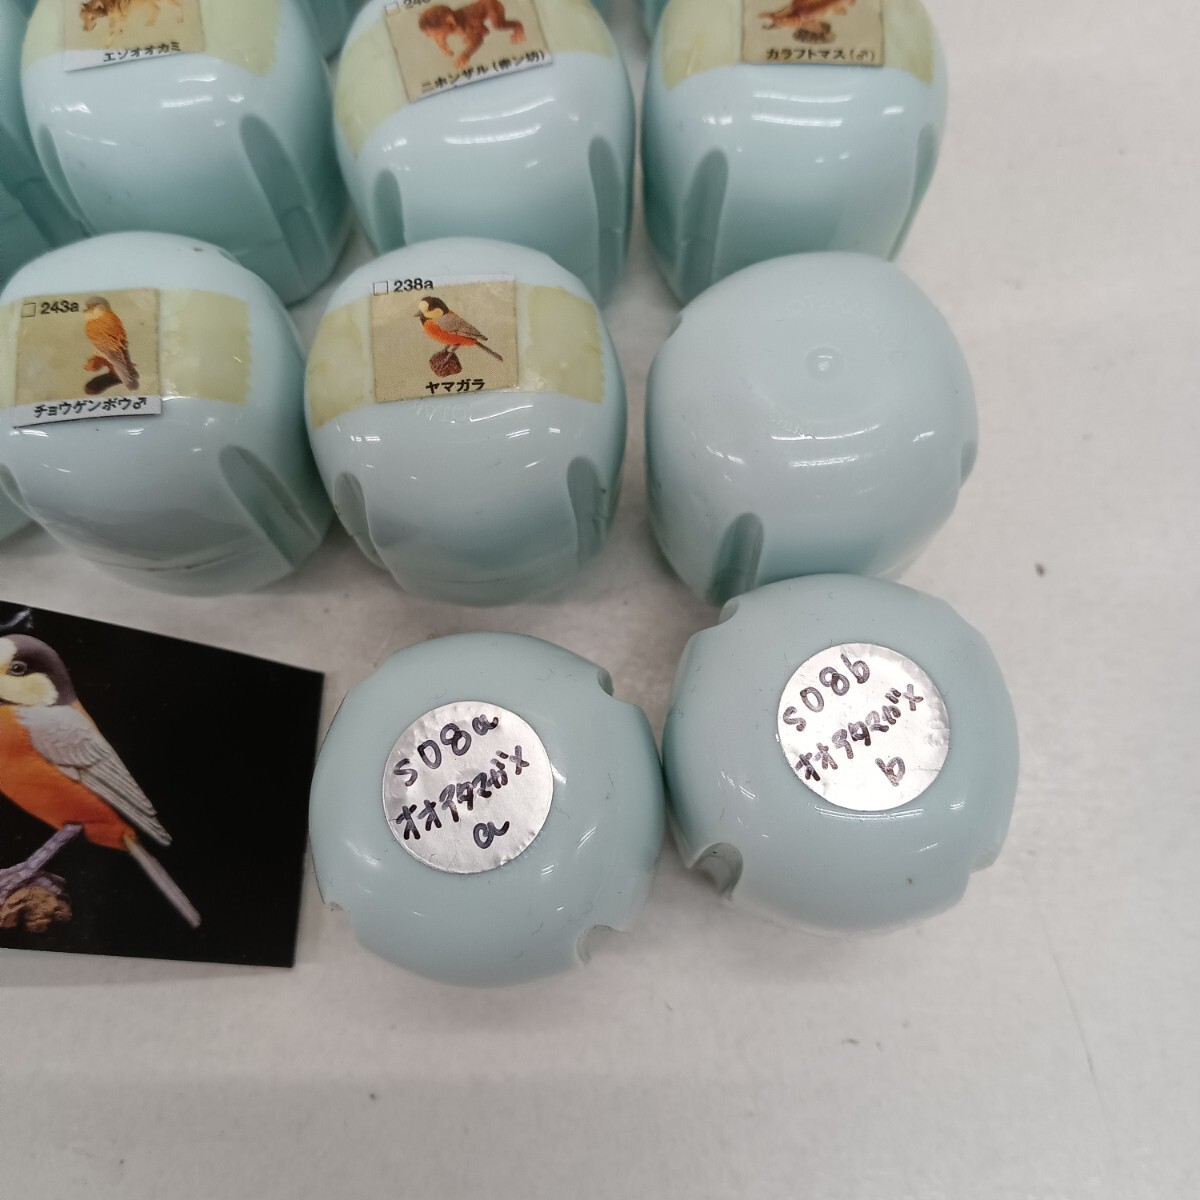 エゾオオカミ
ニホンザル(赤ン坊)
カラフトマス(♂)
□243a
チョウゲンボウ♂
□238a
ヤマガラ
S08a
オオアタマガメ
a
S08b
オオアタマガメ
b